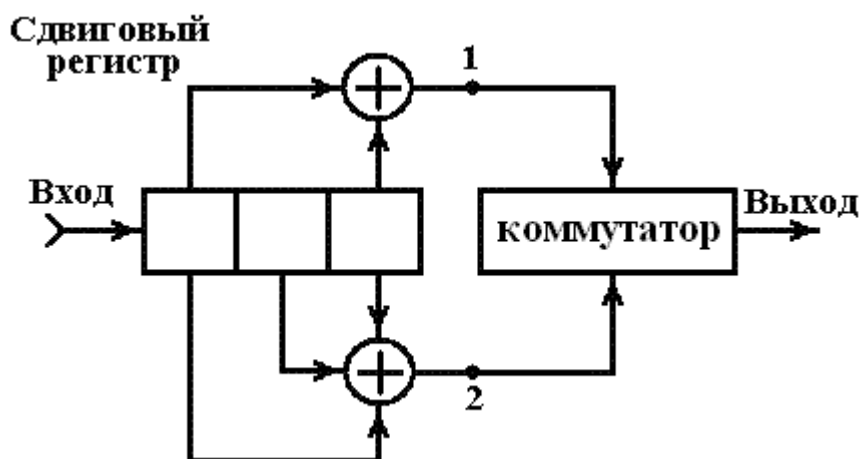 Сдвиговый
регистр
1
Вход
коммутатор
Выход
2